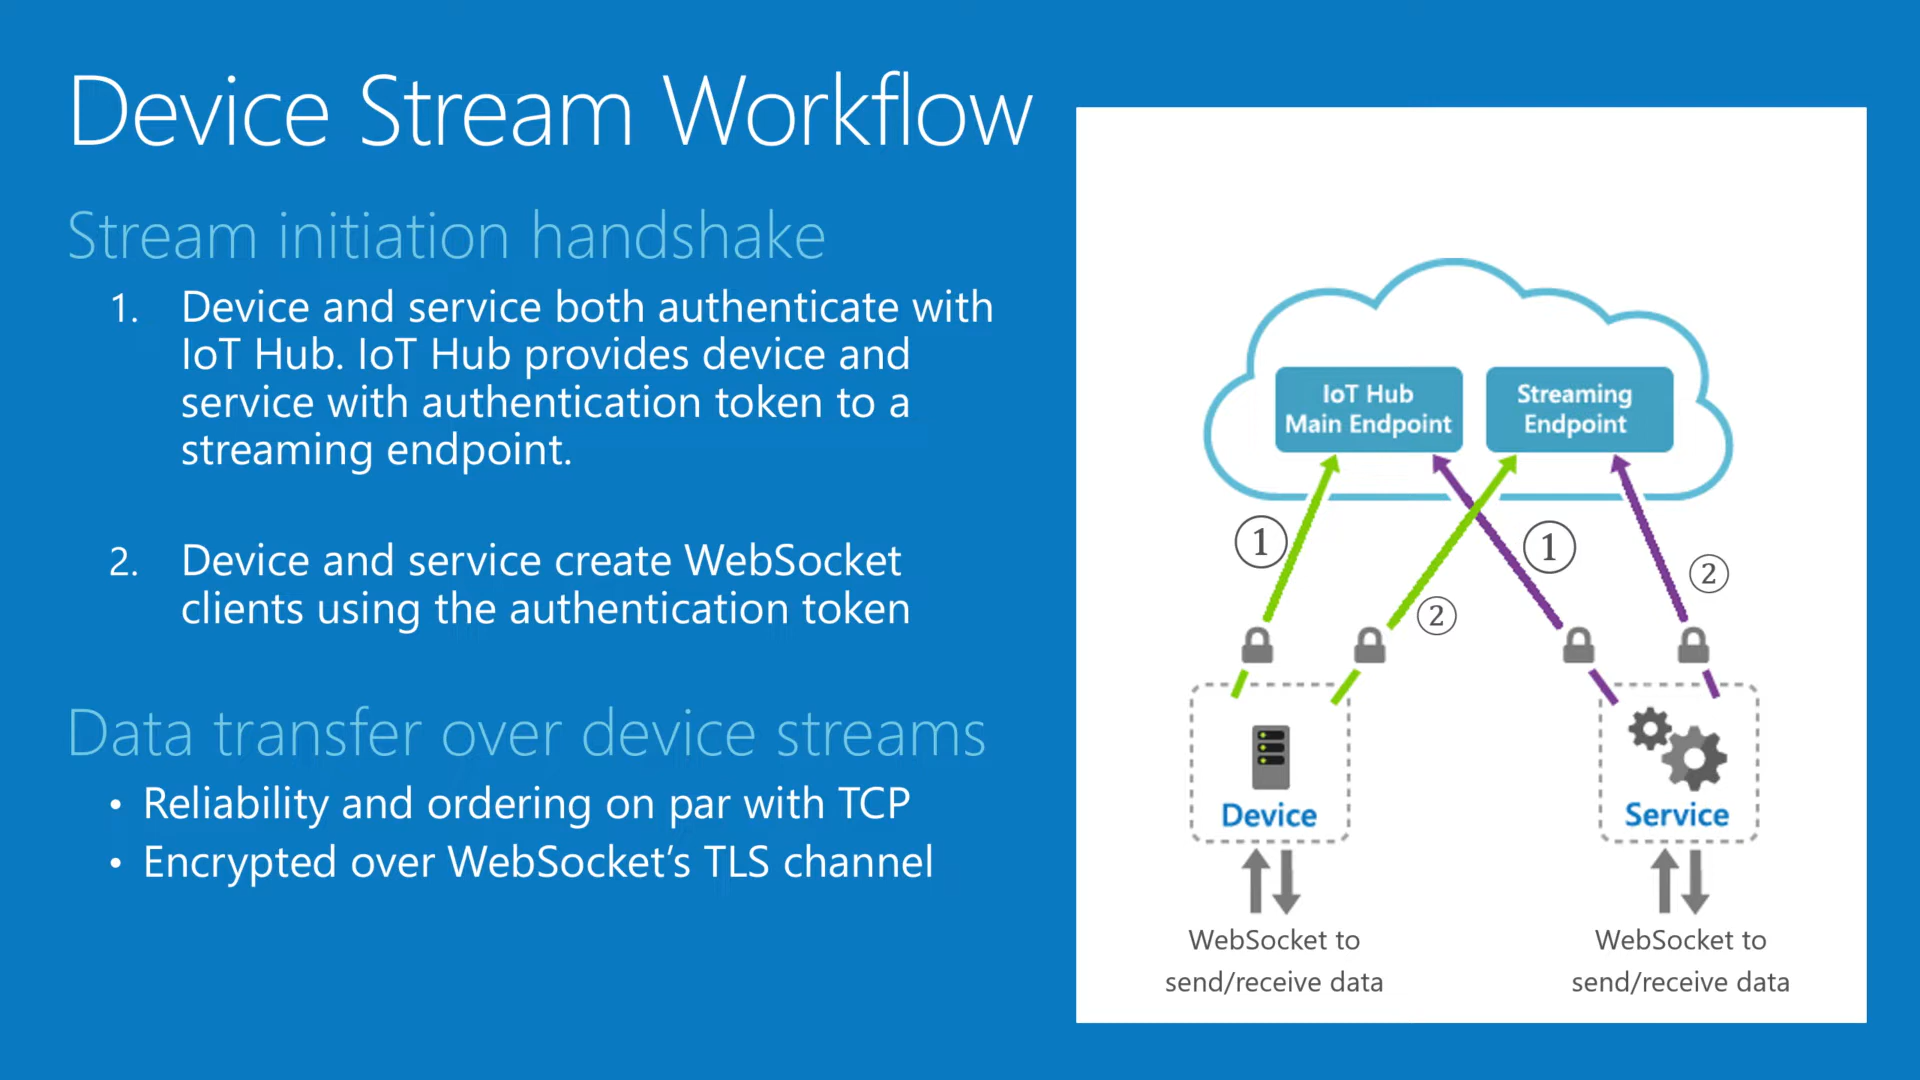 Device Stream Workflow
Stream initiation handshake
1. Device and service both authenticate with
IoT Hub. IoT Hub provides device and
service with authentication token to a
streaming endpoint.
2. Device and service create WebSocket
clients using the authentication token
Data transfer over device streams
• Reliability and ordering on par with TCP
• Encrypted over WebSocket’s TLS channel
IoT Hub
Main Endpoint
Streaming
Endpoint
①
①
②
②
Device
Service
WebSocket to
send/receive data
WebSocket to
send/receive data